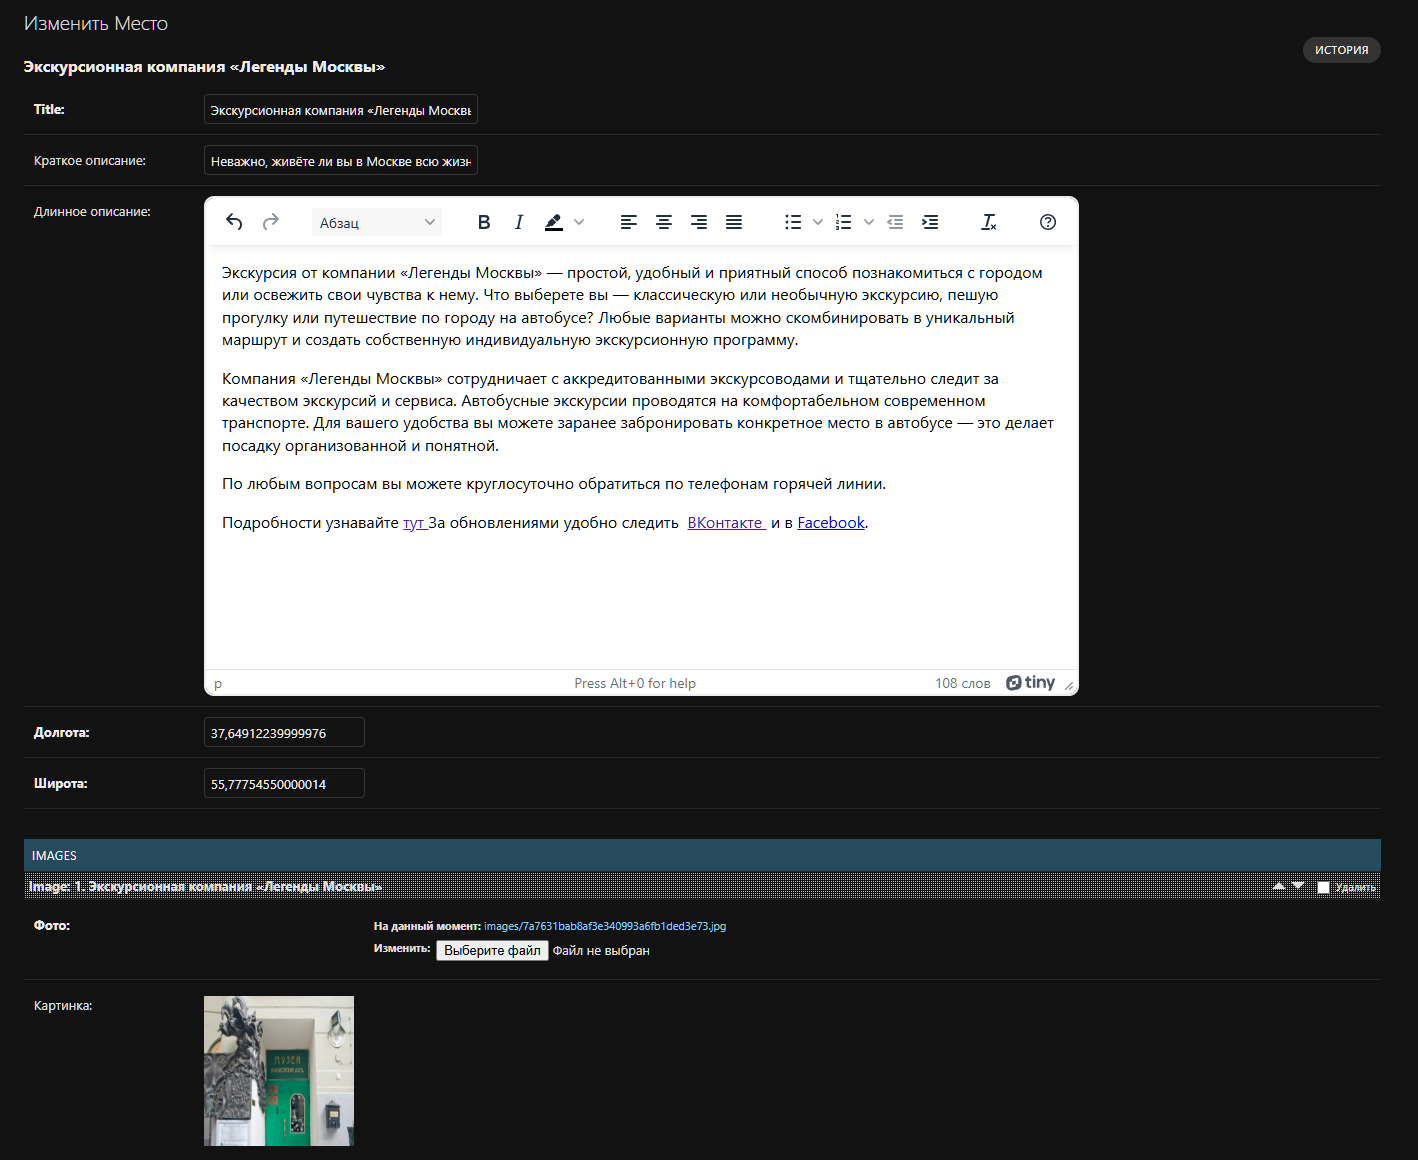 Изменить Место
ИСТОРИЯ
Экскурсионная компания «Легенды Москвы»
Title:
Экскурсионная компания «Легенды Москвы
Краткое описание:
Неважно, живёте ли вы в Москве всю жизн
Длинное описание:
Абзац
Экскурсия от компании «Легенды Москвы» — простой, удобный и приятный способ познакомиться с городом
или освежить свои чувства к нему. Что выберете вы — классическую или необычную экскурсию, пешую
прогулку или путешествие по городу на автобусе? Любые варианты можно скомбинировать в уникальный
маршрут и создать собственную индивидуальную экскурсионную программу.
Компания «Легенды Москвы» сотрудничает с аккредитованными экскурсоводами и тщательно следит за
качеством экскурсий и сервиса. Автобусные экскурсии проводятся на комфортабельном современном
транспорте. Для вашего удобства вы можете заранее забронировать конкретное место в автобусе — это делает
посадку организованной и понятной.
По любым вопросам вы можете круглосуточно обратиться по телефонам горячей линии.
Подробности узнавайте тут За обновлениями удобно следить ВКонтакте и в Facebook.
p
Press Alt+0 for help
108 слов
tiny
Долгота:
37,64912239999976
Широта:
55,77754550000014
IMAGES
Image: 1. Экскурсионная компания «Легенды Москвы»
Удалить
Фото:
На данный момент: images/7a7631bab8af3e340993a6fb1ded3e73.jpg
Изменить: Выберите файл Файл не выбран
Картинка:
МУЗЕЙ